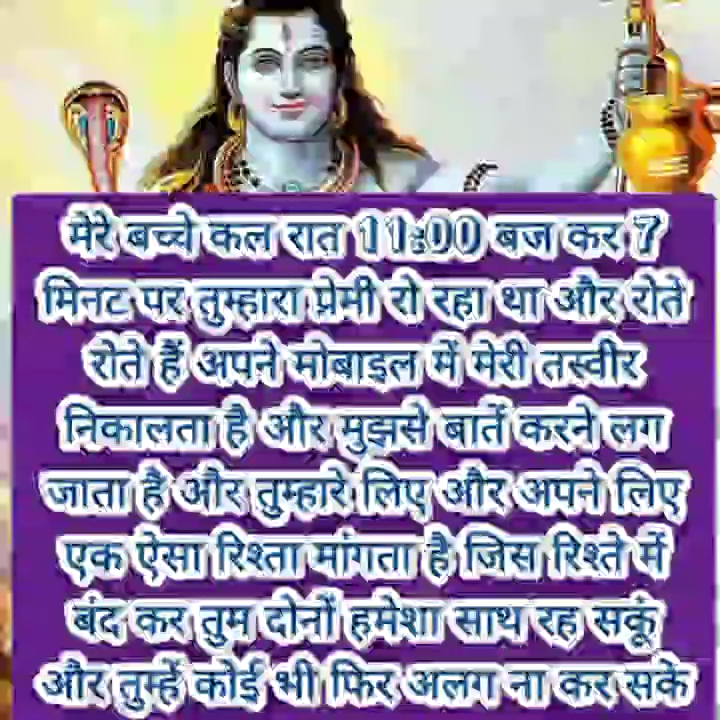 मेरे बच्चे कल रात 11:00 बज कर 7
मिनट पर तुम्हारा प्रेमी रो रहा था और रोते
रोते हैं अपने मोबाइल में मेरी तस्वीर
निकालता है और मुझसे बातें करने लग
जाता है और तुम्हारे लिए और अपने लिए
एक ऐसा रिश्ता मांगता है जिस रिश्ते में
बंद कर तुम दोनों हमेशा साथ रह सकूं
और तुम्हें कोई भी फिर अलग ना कर सके